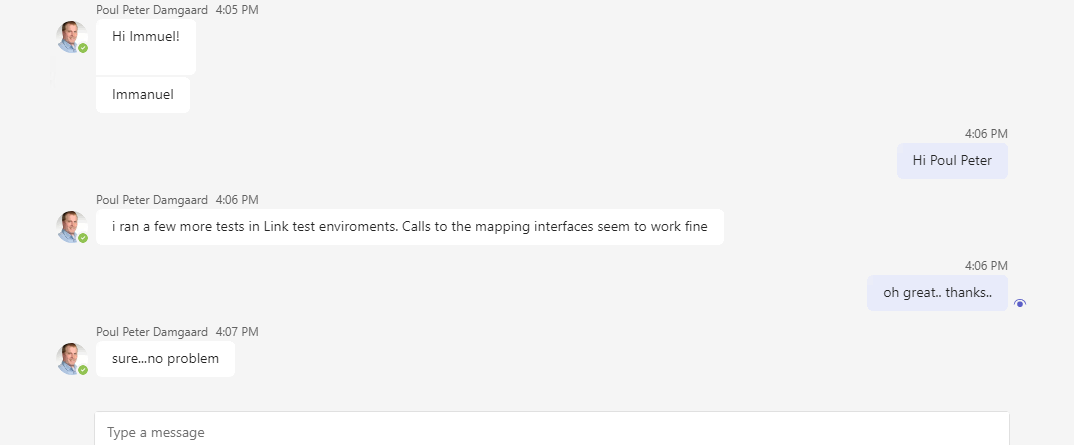 Poul Peter Damgaard 4:05 PM
Hi Immuel!
Immanuel
4:06 PM
Hi Poul Peter
Poul Peter Damgaard 4:06 PM
i ran a few more tests in Link test enviroments. Calls to the mapping interfaces seem to work fine
4:06 PM
oh great.. thanks..
Poul Peter Damgaard 4:07 PM
sure...no problem
Type a message